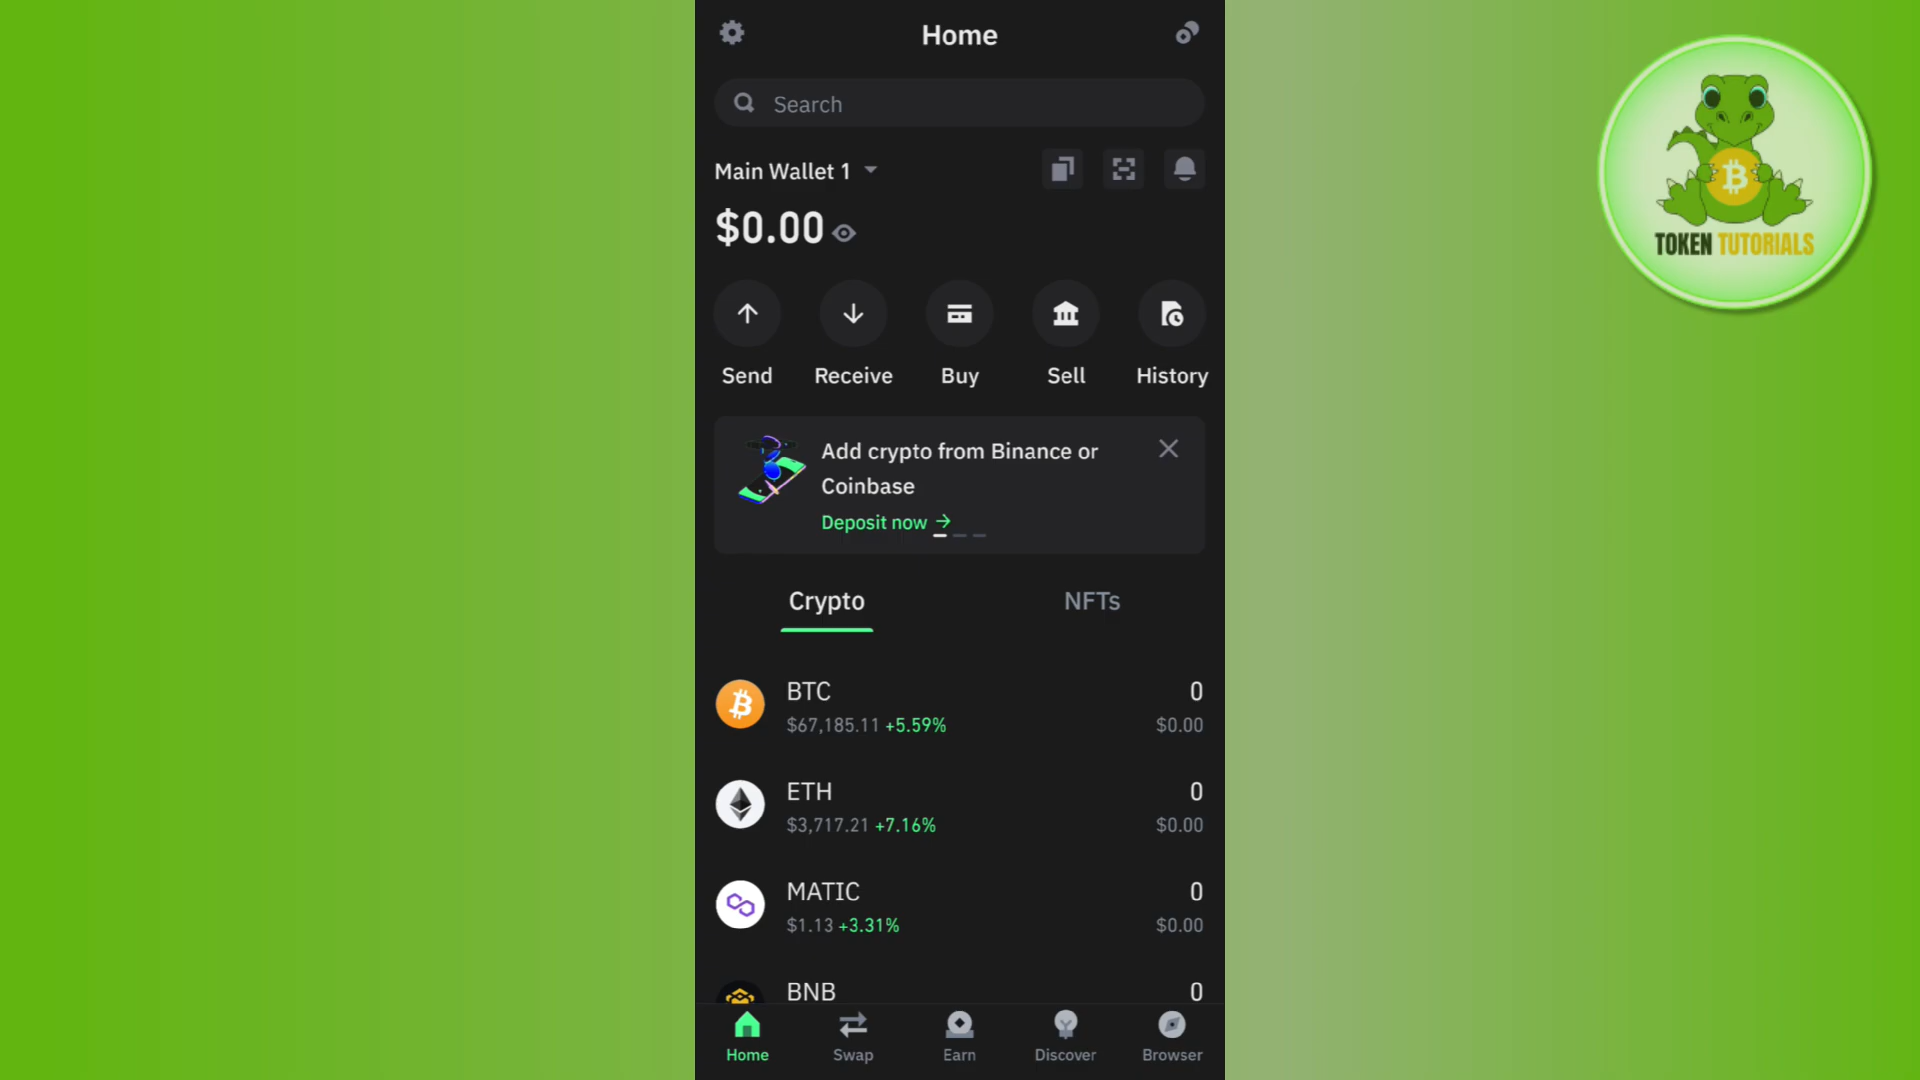 Home
Search
Main Wallet 1
$0.00
Send Receive Buy Sell History
Add crypto from Binance or
Coinbase
Deposit now →
Crypto NFTs
BTC 0
$67,185.11 +5.59% $0.00
ETH 0
$3,717.21 +7.16% $0.00
MATIC 0
$1.13 +3.31% $0.00
BNB 0
Home Swap Earn Discover Browser
TOKEN TUTORIALS